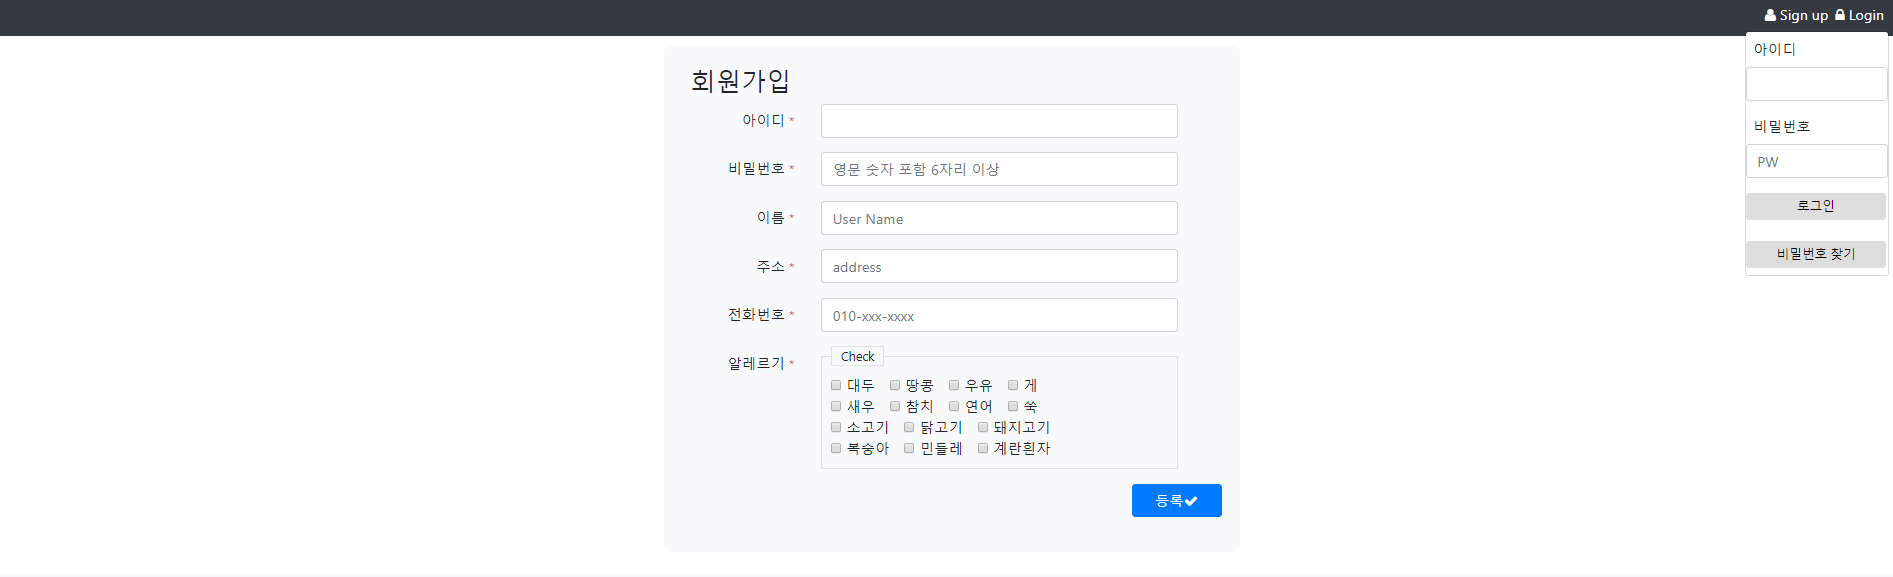 Sign up Login
아이디
비밀번호
PW
로그인
비밀번호 찾기
회원가입
아이디 *
비밀번호 * 영문 숫자 포함 6자리 이상
이름 * User Name
주소 * address
전화번호 * 010-xxx-xxxx
알레르기 * Check
대두 땅콩 우유 게
새우 참치 연어 쑥
소고기 닭고기 돼지고기
복숭아 민들레 계란흰자
등록